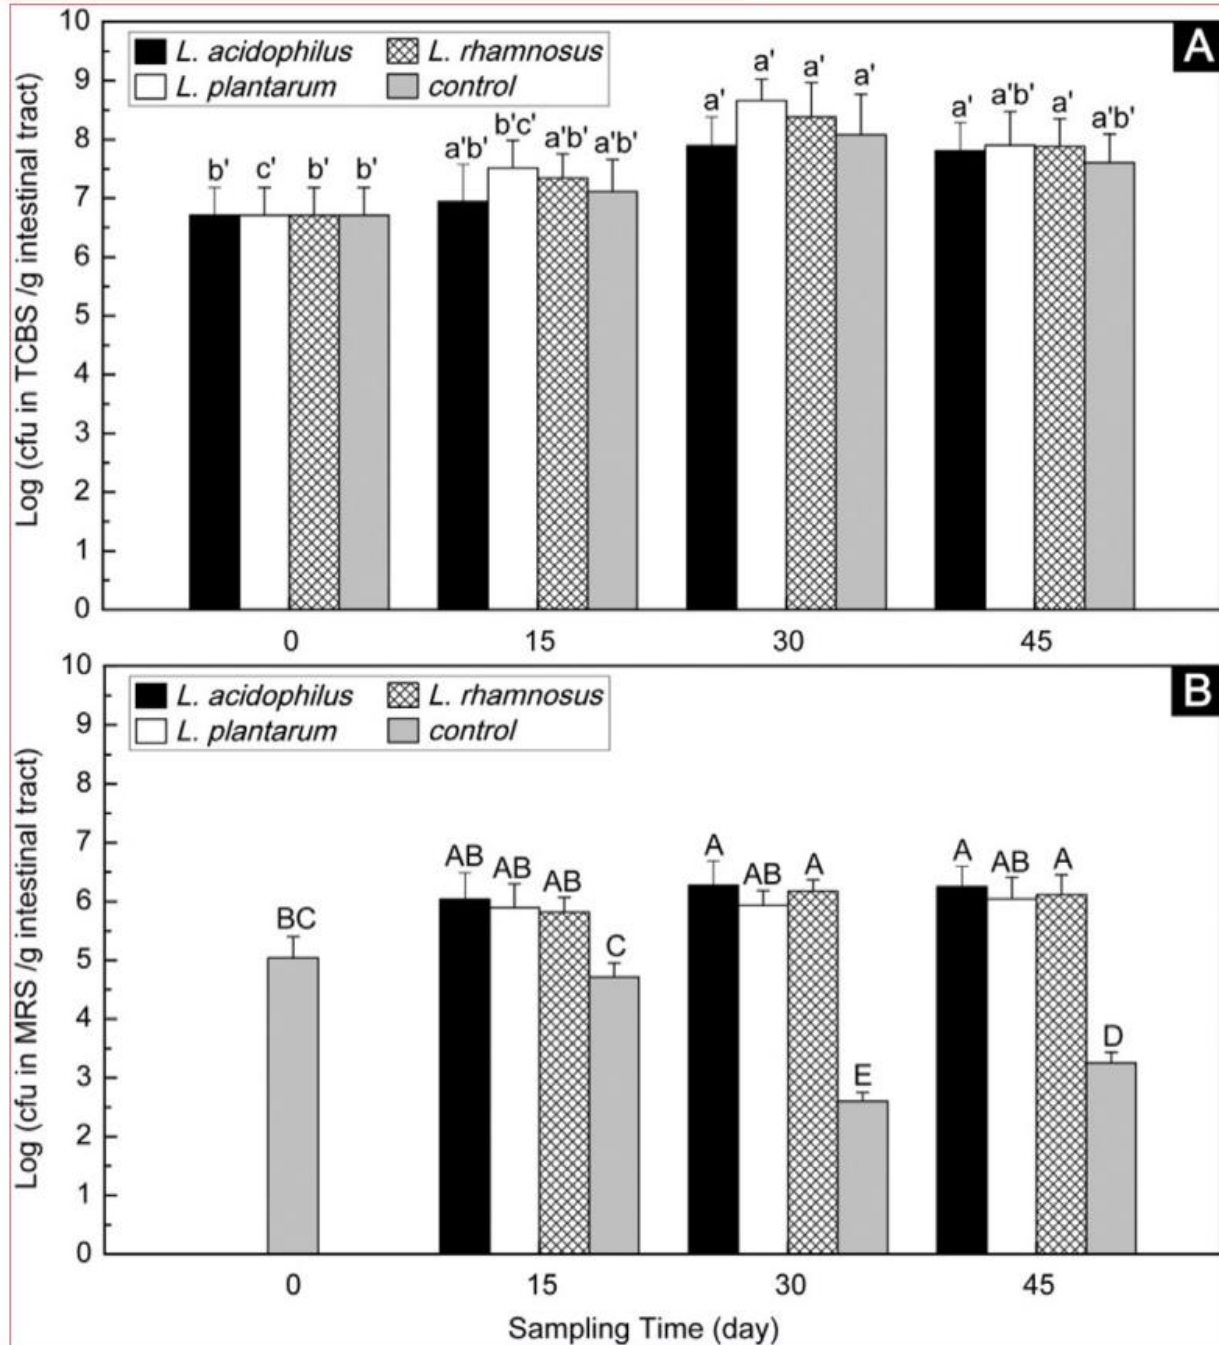 10
A
L. acidophilus L. rhamnosus
L. plantarum control
9
8
7
6
5
4
3
2
1
0
Log (cfu in TCBS /g intestinal tract)
b' c' b' b'
a'b' b'c' a'b' a'b'
a' a' a' a'
a' a'b' a' a'b'
0 15 30 45
10
B
L. acidophilus L. rhamnosus
L. plantarum control
9
8
7
6
5
4
3
2
1
0
Log (cfu in MRS /g intestinal tract)
BC
AB AB AB C
A AB A E
A AB A D
0 15 30 45
Sampling Time (day)